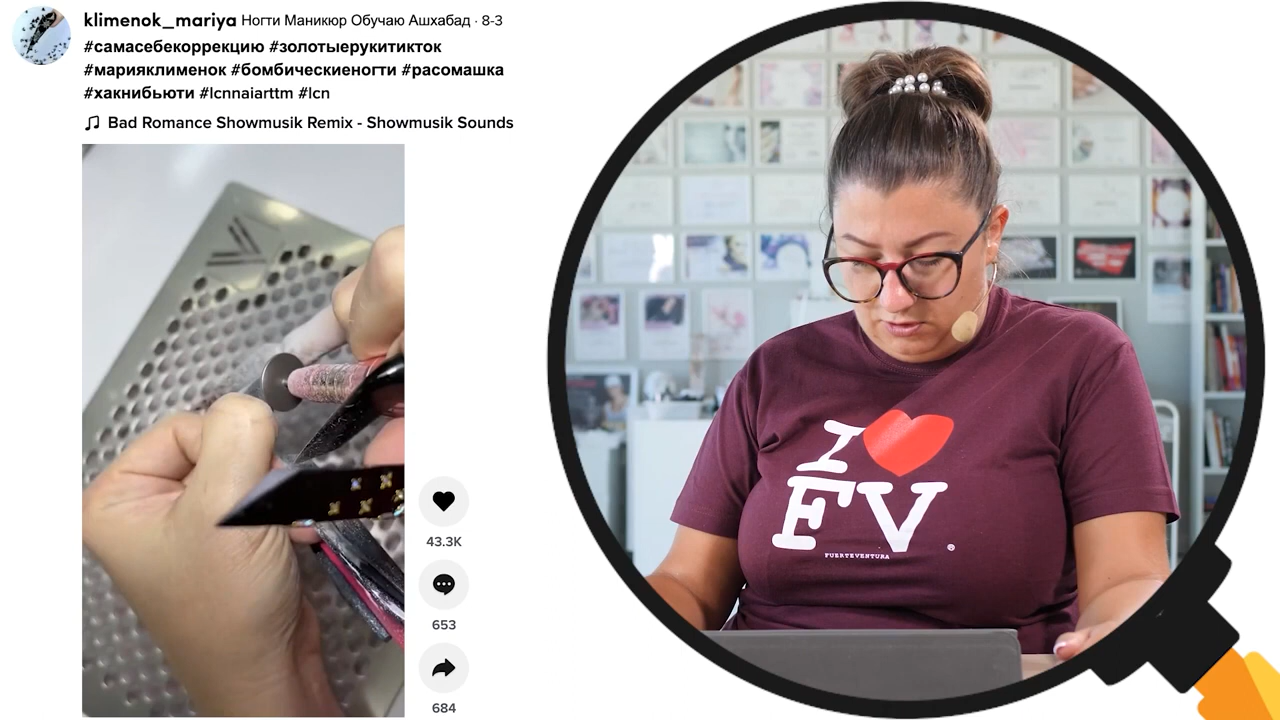 klimenok_mariya Ногти Маникюр Обучаю Ашхабад · 8-3
#самасебекоррекцию #золотыерукитикток
#марияклименок #бомбическиеногти #расомашка
#хакнибьюти #lcnnaiarttm #lcn
Bad Romance Showmusik Remix - Showmusik Sounds
43.3K
653
684
I
FV
FUERTEVENTURA
®